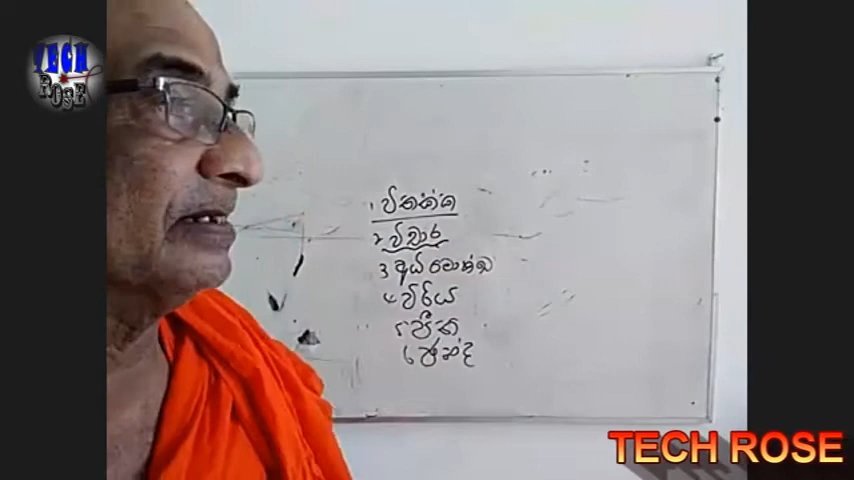 TECH
ROSE
1 විතක්ක
2 විචාර
3 අධිමොක්ඛ
4 විරිය
5 පීති
6 ඡන්ද
TECH ROSE